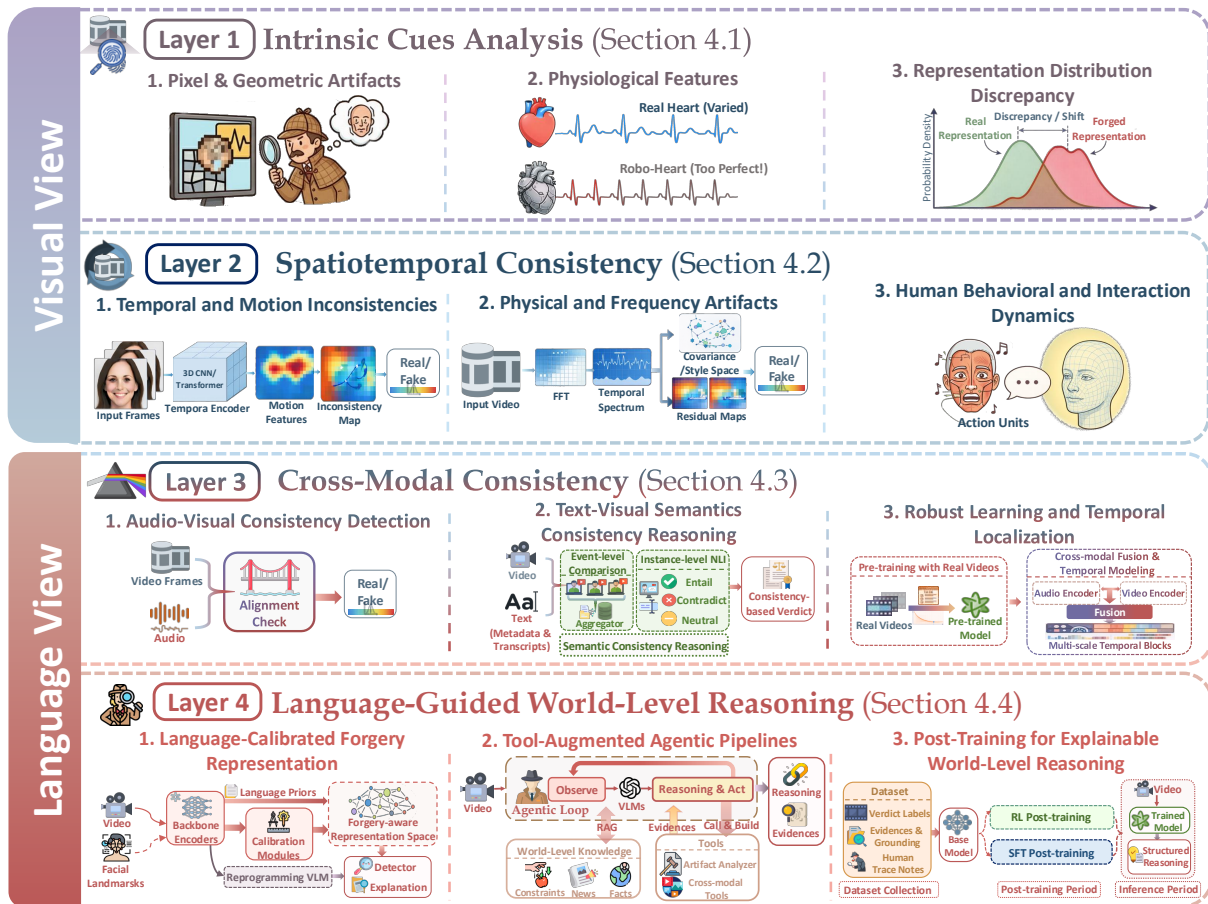 Visual View
Layer 1 Intrinsic Cues Analysis (Section 4.1)
1. Pixel & Geometric Artifacts
2. Physiological Features
Real Heart (Varied)
Robo-Heart (Too Perfect!)
3. Representation Distribution
Discrepancy
Discrepancy / Shift
Real
Representation
Forged
Representation
Probability Density
Layer 2 Spatiotemporal Consistency (Section 4.2)
1. Temporal and Motion Inconsistencies
Input Frames
3D CNN/
Transformer
Tempora Encoder
Motion
Features
Inconsistency
Map
Real/
Fake
2. Physical and Frequency Artifacts
Input Video
FFT
Temporal
Spectrum
Covariance
/Style Space
Residual Maps
Real/
Fake
3. Human Behavioral and Interaction
Dynamics
Action Units
Language View
Layer 3 Cross-Modal Consistency (Section 4.3)
1. Audio-Visual Consistency Detection
Video Frames
Audio
Alignment
Check
Real/
Fake
2. Text-Visual Semantics
Consistency Reasoning
Video
Aa
Text
(Metadata &
Transcripts)
Event-level
Comparison
Aggregator
Instance-level NLI
Entail
Contradict
Neutral
Semantic Consistency Reasoning
Consistency-
based Verdict
3. Robust Learning and Temporal
Localization
Pre-training with Real Videos
Real Videos
Pre-trained
Model
Cross-modal Fusion &
Temporal Modeling
Audio Encoder
Video Encoder
Fusion
Multi-scale Temporal Blocks
Layer 4 Language-Guided World-Level Reasoning (Section 4.4)
1. Language-Calibrated Forgery
Representation
Video
Facial
Landmarsks
Backbone
Encoders
Language Priors
Calibration
Modules
Forgery-aware
Representation Space
Reprogramming VLM
Detector
Explanation
2. Tool-Augmented Agentic Pipelines
Video
Agentic Loop
Observe
VLMs
Reasoning & Act
RAG
Evidences
Call & Build
World-Level Knowledge
Constraints
News
Facts
Tools
Artifact Analyzer
Cross-modal
Tools
Reasoning
Evidences
3. Post-Training for Explainable
World-Level Reasoning
Dataset
Verdict Labels
Evidences &
Grounding
Human
Trace Notes
Dataset Collection
Base
Model
RL Post-training
SFT Post-training
Post-training Period
Video
Trained
Model
Structured
Reasoning
Inference Period